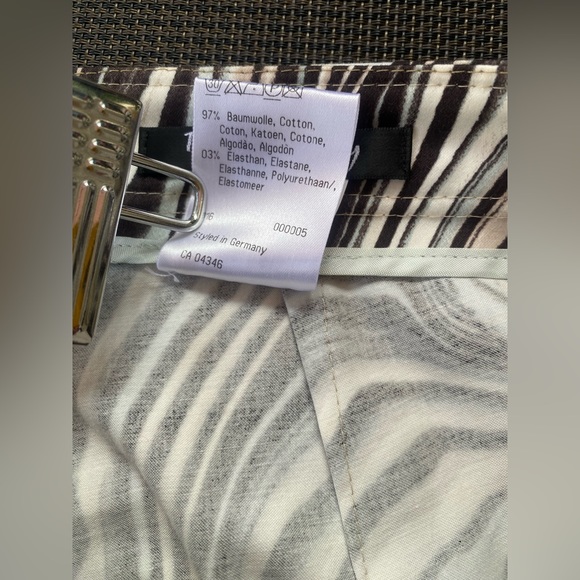 97% Baumwolle, Cotton,
Coton, Katoen, Cotone,
Algodão, Algodón
03% Elasthan, Elastane,
Elasthanne, Polyurethaan/,
Elastomeer
000005
Styled in Germany
CA 04346